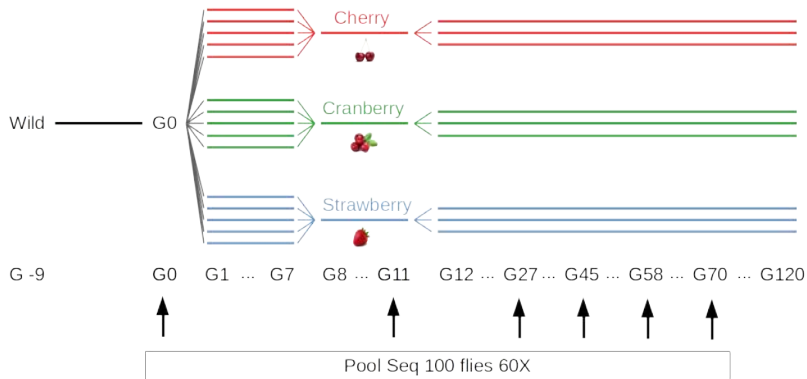 Cherry
Cranberry
Wild G0
Strawberry
G -9 G0 G1 ... G7 G8 ... G11 G12 ... G27 ... G45 ... G58 ... G70 ... G120
Pool Seq 100 flies 60X